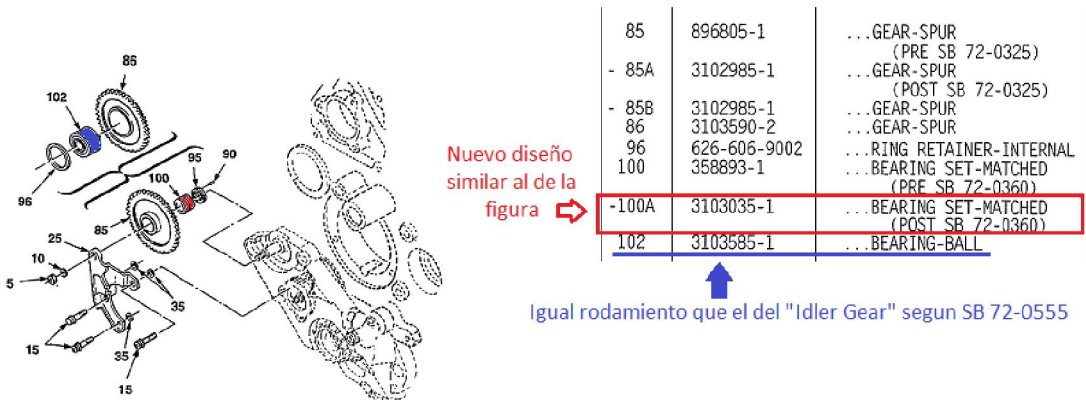 86
102
96
100
95
90
85
25
10
5
35
15
35
15
Nuevo diseño
similar al de la
figura
85 896805-1 ...GEAR-SPUR
(PRE SB 72-0325)
- 85A 3102985-1 ...GEAR-SPUR
(POST SB 72-0325)
- 85B 3102985-1 ...GEAR-SPUR
86 3103590-2 ...GEAR-SPUR
96 626-606-9002 ...RING RETAINER-INTERNAL
100 358893-1 ...BEARING SET-MATCHED
(PRE SB 72-0360)
-100A 3103035-1 ...BEARING SET-MATCHED
(POST SB 72-0360)
102 3103585-1 ...BEARING-BALL
Igual rodamiento que el del "Idler Gear" segun SB 72-0555